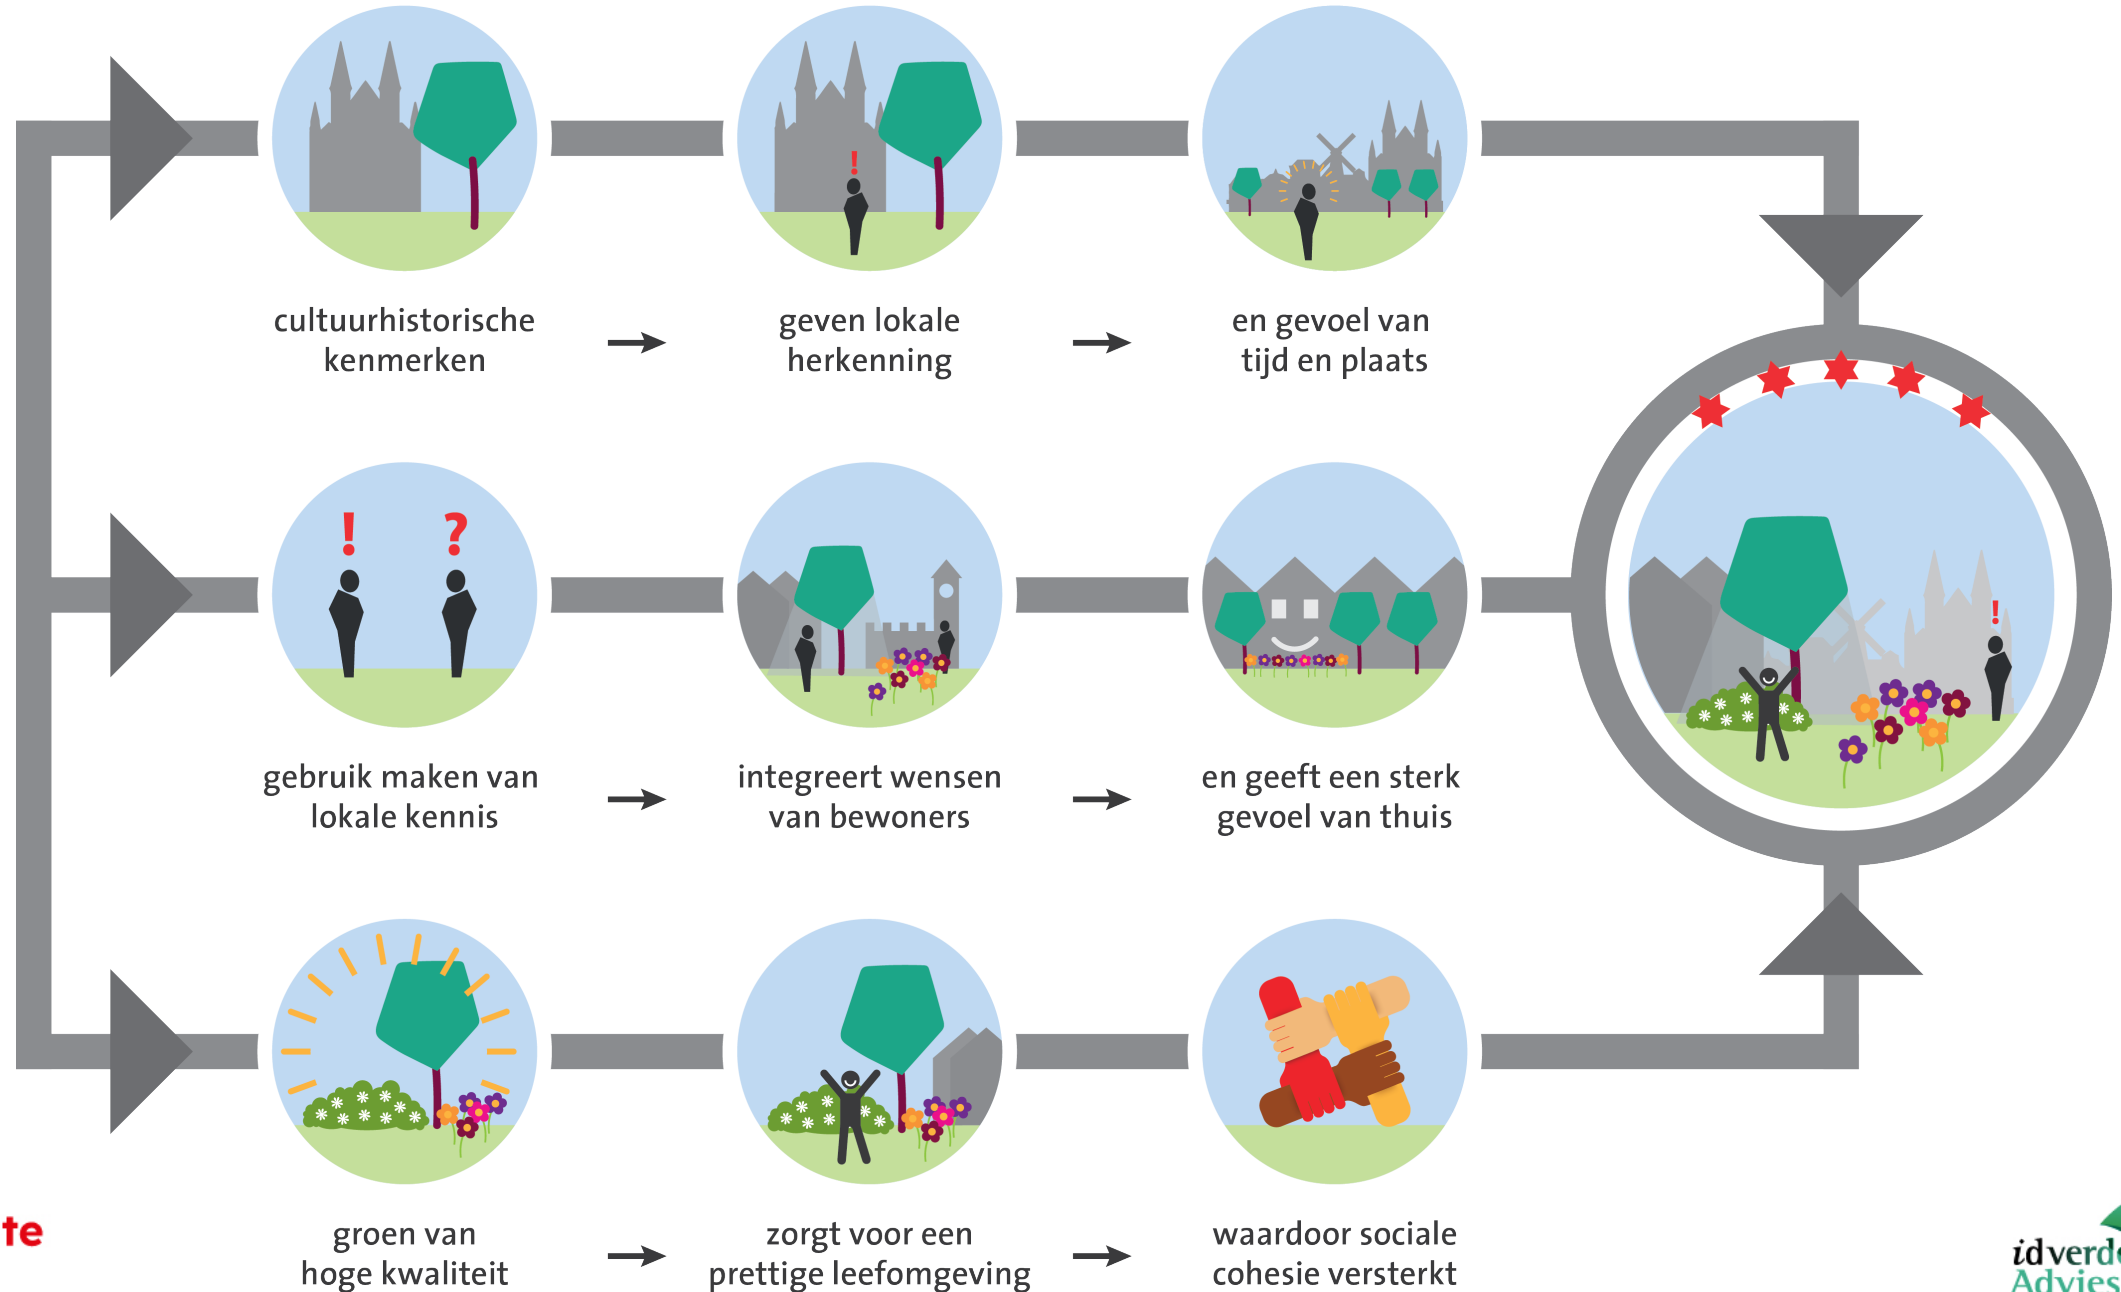 cultuurhistorische
kenmerken
geven lokale
herkenning
en gevoel van
tijd en plaats
! ?
gebruik maken van
lokale kennis
integreert wensen
van bewoners
en geeft een sterk
gevoel van thuis
groen van
hoge kwaliteit
zorgt voor een
prettige leefomgeving
waardoor sociale
cohesie versterkt
te
Advies